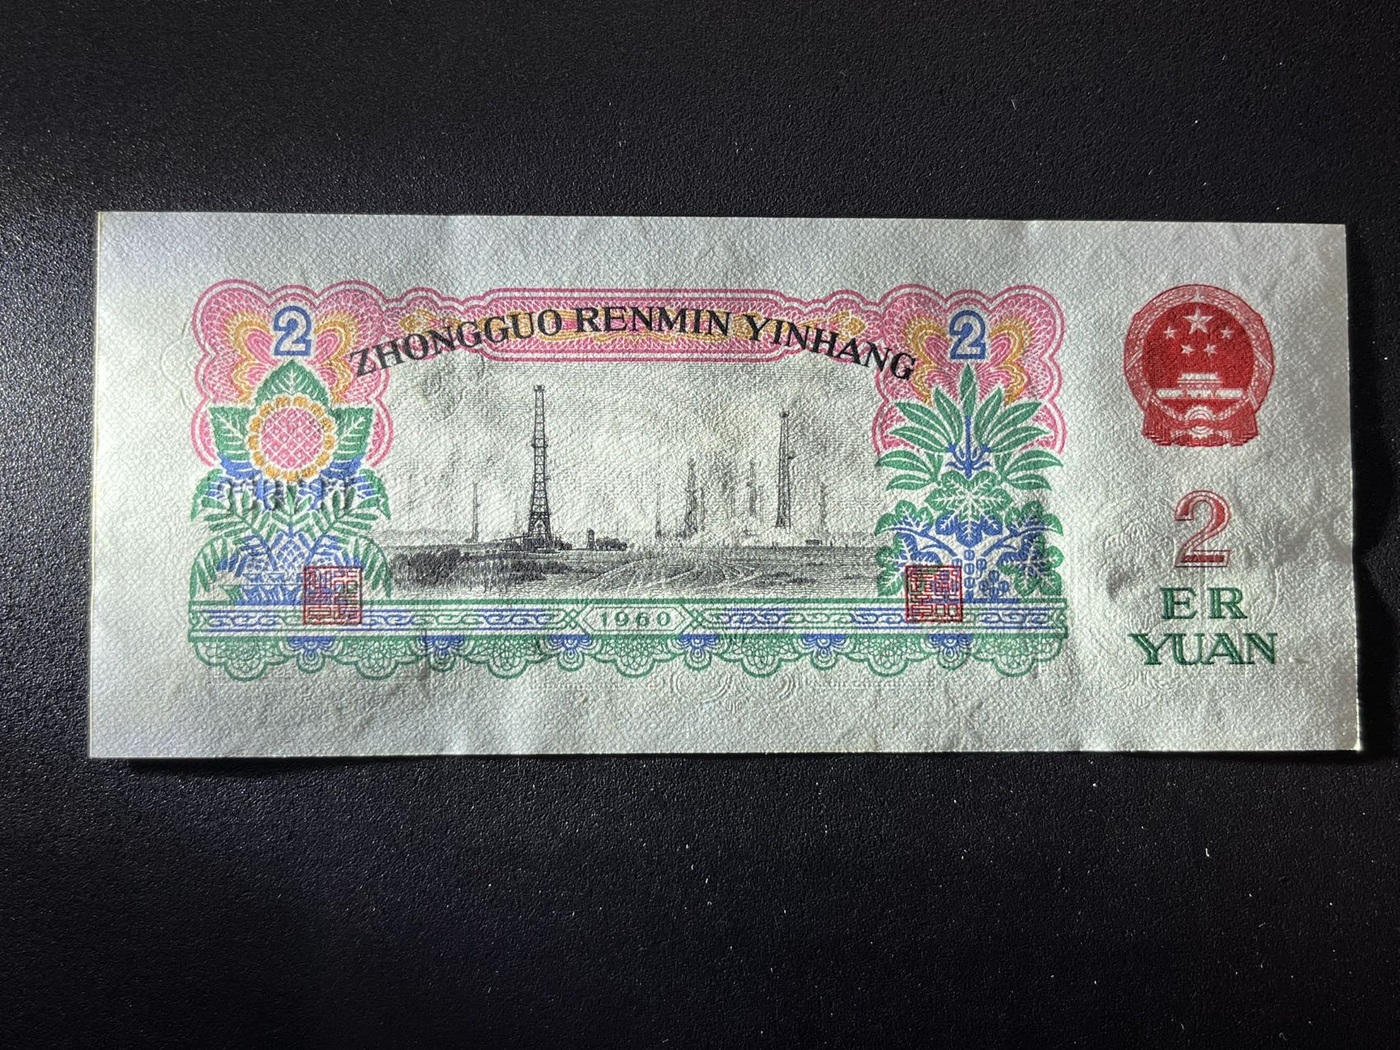 ZHONGGUO RENMIN YINHANG
2
2
1960
2
ER
YUAN